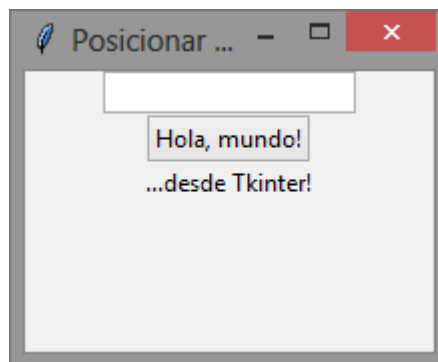 Posicionar ...
Hola, mundo!
...desde Tkinter!